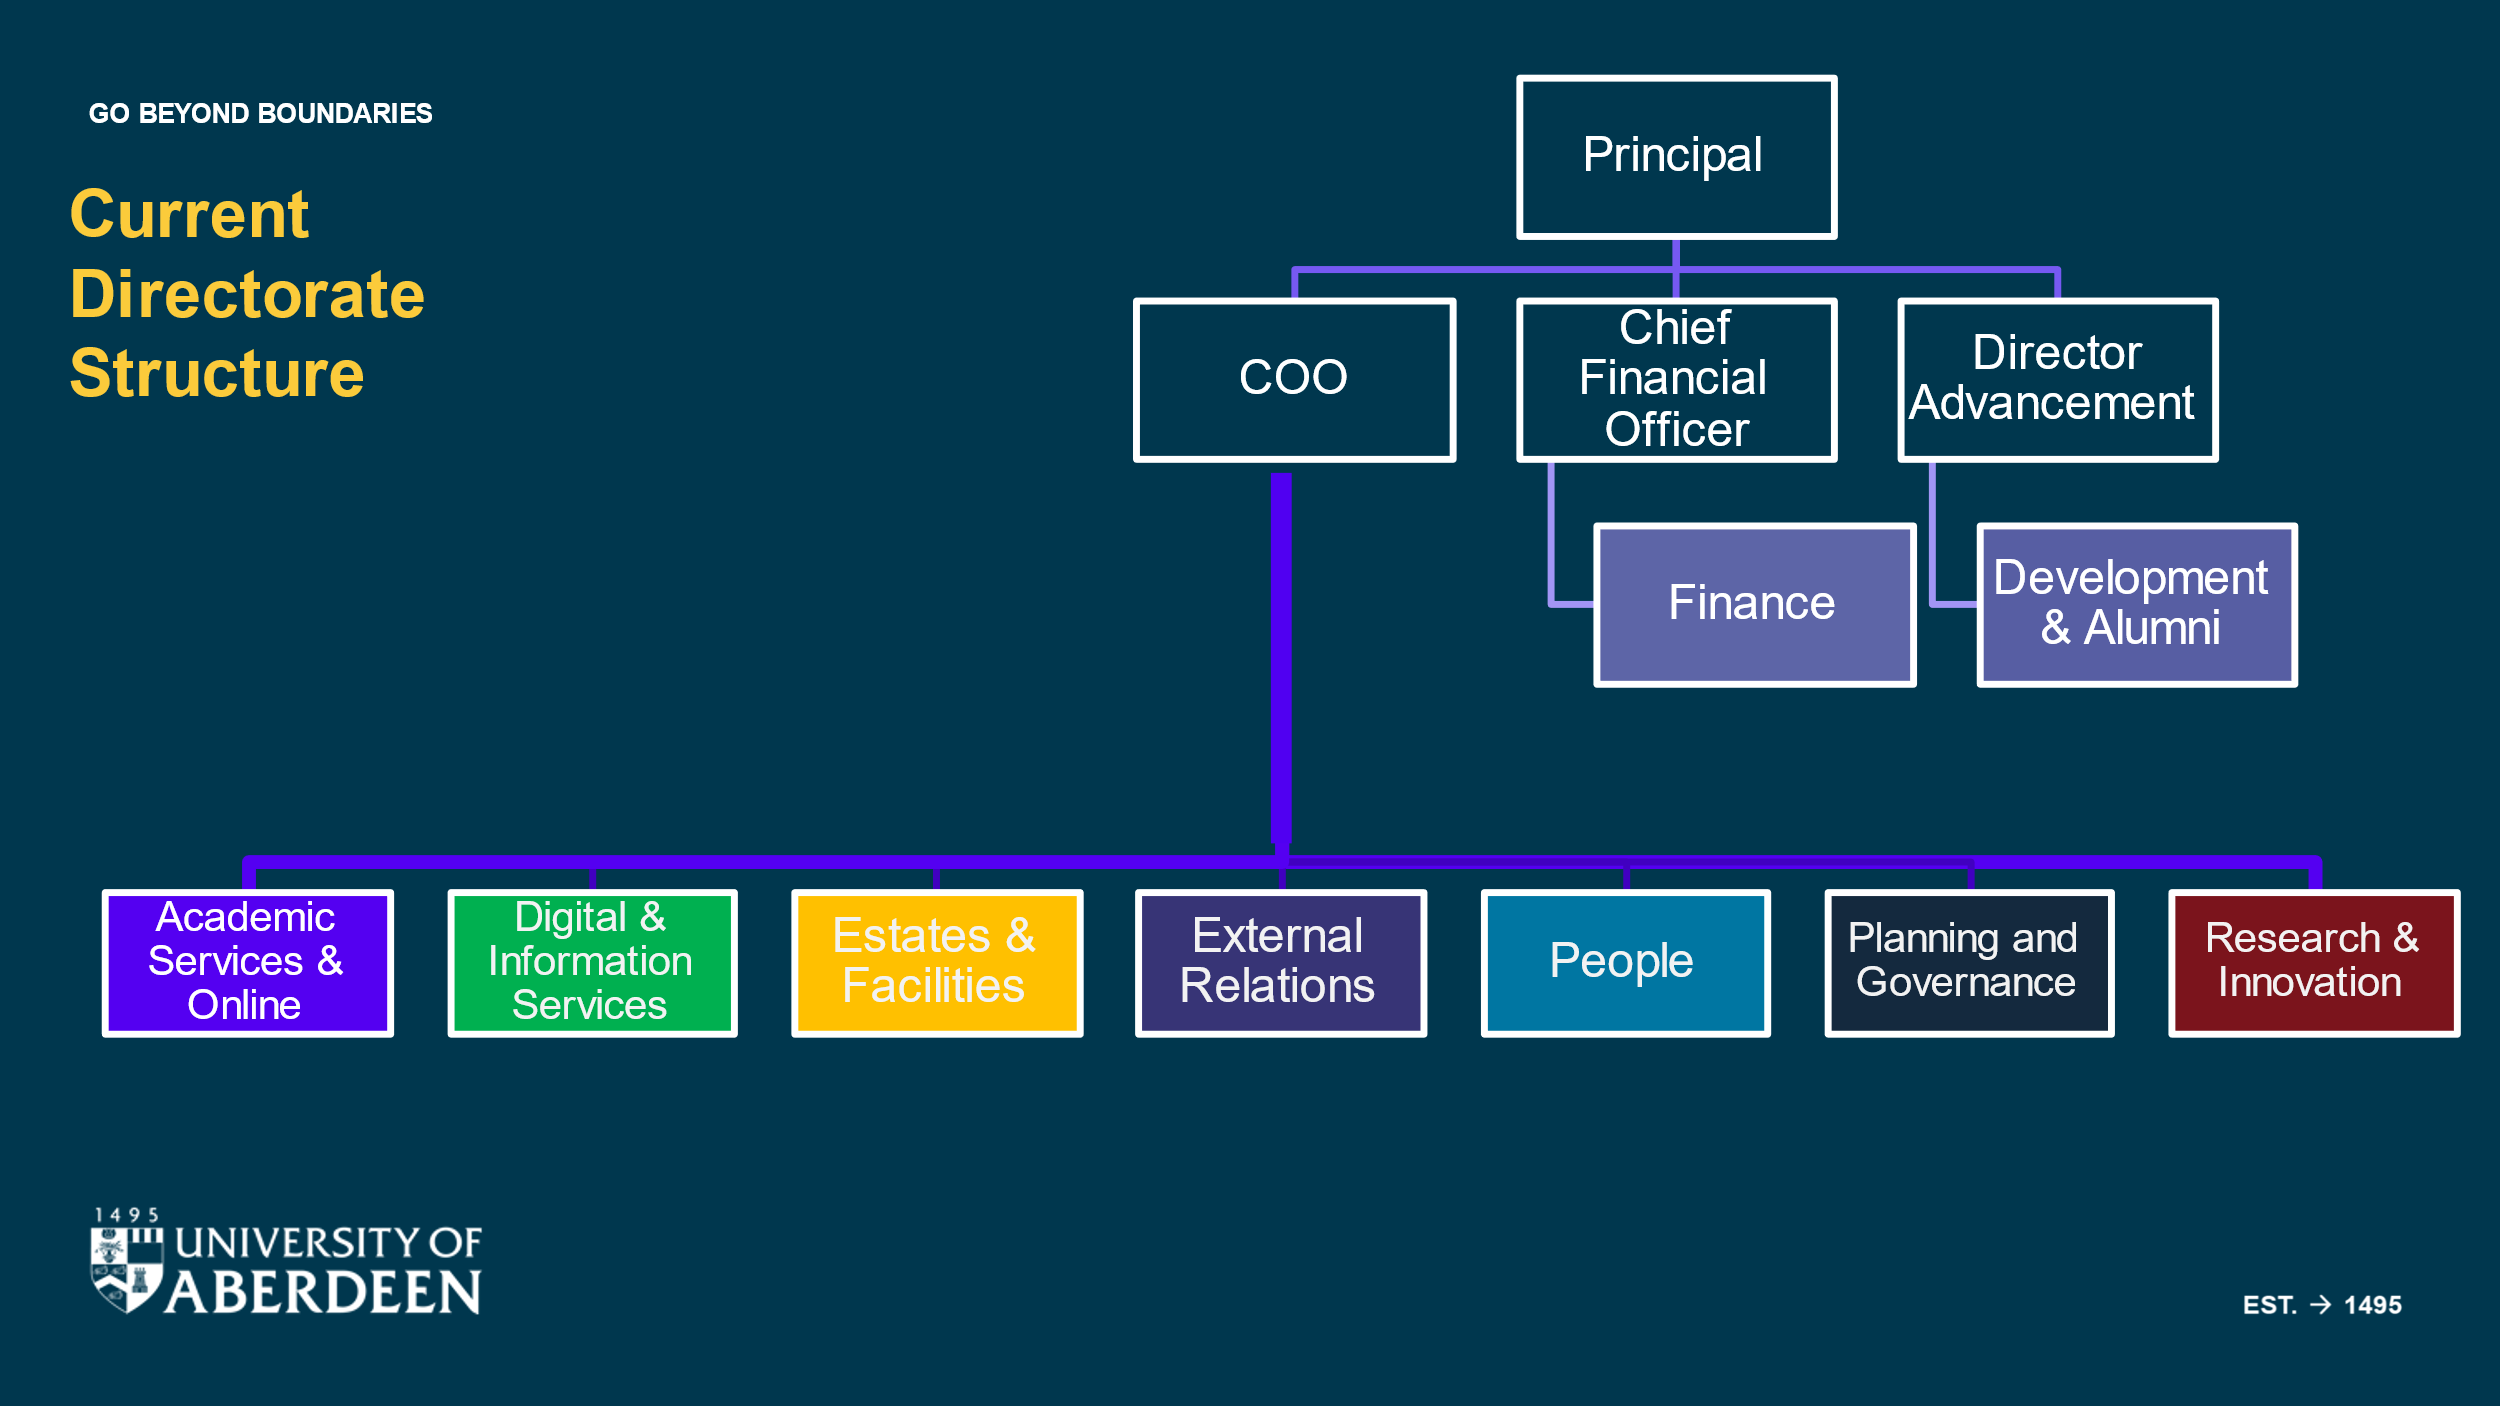 GO BEYOND BOUNDARIES
Current
Directorate
Structure
Principal
COO
Chief
Financial
Officer
Director
Advancement
Finance
Development
& Alumni
Academic
Services &
Online
Digital &
Information
Services
Estates &
Facilities
External
Relations
People
Planning and
Governance
Research &
Innovation
1495
UNIVERSITY OF
ABERDEEN
EST. → 1495